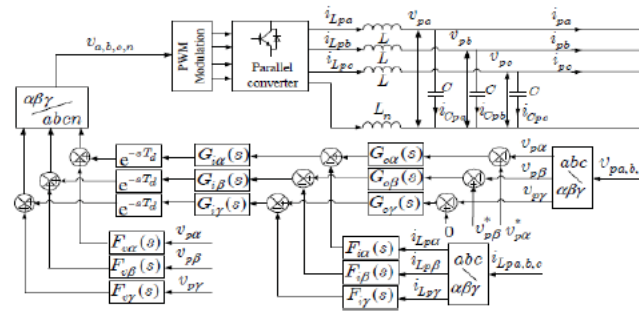 v_{a,b,c,n}
PWM
Modulation
Parallel
converter
i_{Lpa} L i_{pa}
i_{Lpb} L i_{pb}
i_{Lpc} L i_{pc}
v_{pa} v_{pb} v_{pc}
C C C
i_{Cpa} i_{Cpb} i_{Cpc}
L_n
αβγ
abcn
e^{-sT_d} G_{iα}(s) G_{oα}(s) v_{pα}
e^{-sT_d} G_{iβ}(s) G_{oβ}(s) v_{pβ}
e^{-sT_d} G_{iγ}(s) G_{oγ}(s) v_{pγ}
abc
αβγ
v_{pa,b,
0 v*_{pβ} v*_{pα}
F_{vα}(s) v_{pα}
F_{vβ}(s) v_{pβ}
F_{vγ}(s) v_{pγ}
F_{iα}(s) i_{Lpα}
F_{iβ}(s) i_{Lpβ}
F_{iγ}(s) i_{Lpγ}
abc
αβγ
i_{Lpa,b,c}